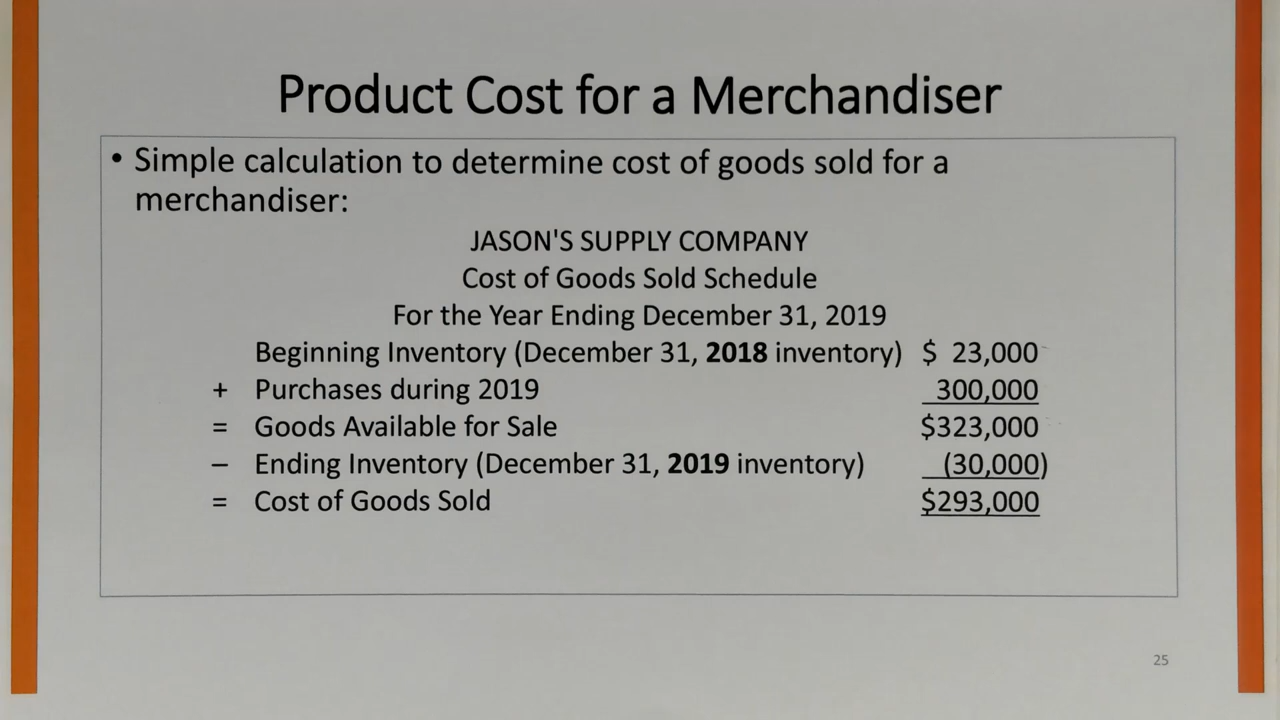 Product Cost for a Merchandiser
• Simple calculation to determine cost of goods sold for a
merchandiser:
JASON'S SUPPLY COMPANY
Cost of Goods Sold Schedule
For the Year Ending December 31, 2019
Beginning Inventory (December 31, 2018 inventory) $ 23,000
+ Purchases during 2019 300,000
= Goods Available for Sale $323,000
– Ending Inventory (December 31, 2019 inventory) (30,000)
= Cost of Goods Sold $293,000
25